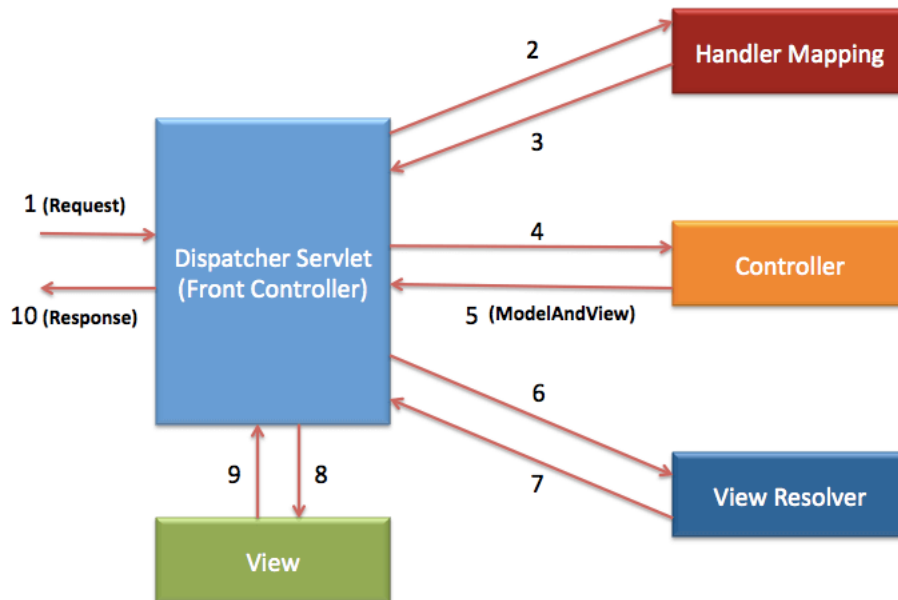 2
Handler Mapping
3
1 (Request)
4
Dispatcher Servlet
(Front Controller)
Controller
10 (Response)
5 (ModelAndView)
6
7
9
8
View Resolver
View